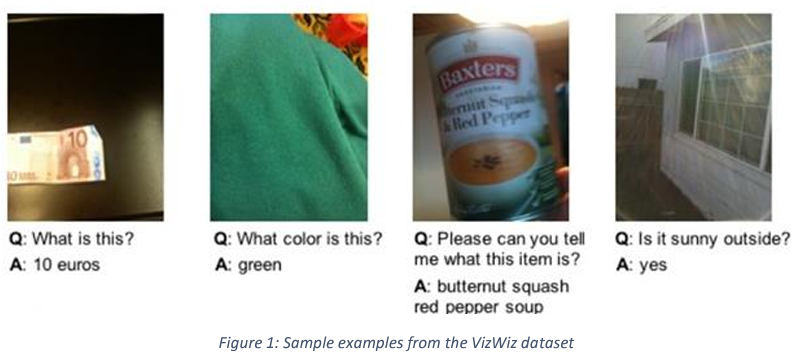 10
Baxters
VEGETARIAN
Butternut Squash
& Red Pepper
Q: What is this?
A: 10 euros
Q: What color is this?
A: green
Q: Please can you tell
me what this item is?
A: butternut squash
red pepper soup
Q: Is it sunny outside?
A: yes
Figure 1: Sample examples from the VizWiz dataset